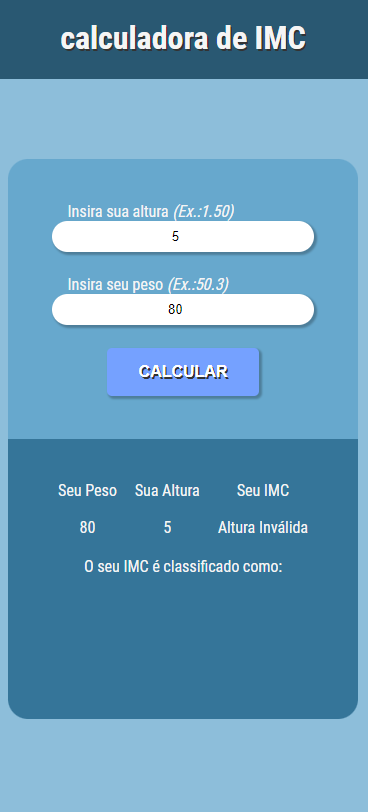 calculadora de IMC
Insira sua altura (Ex.:1.50)
5
Insira seu peso (Ex.:50.3)
80
CALCULAR
Seu Peso Sua Altura Seu IMC
80 5 Altura Inválida
O seu IMC é classificado como: